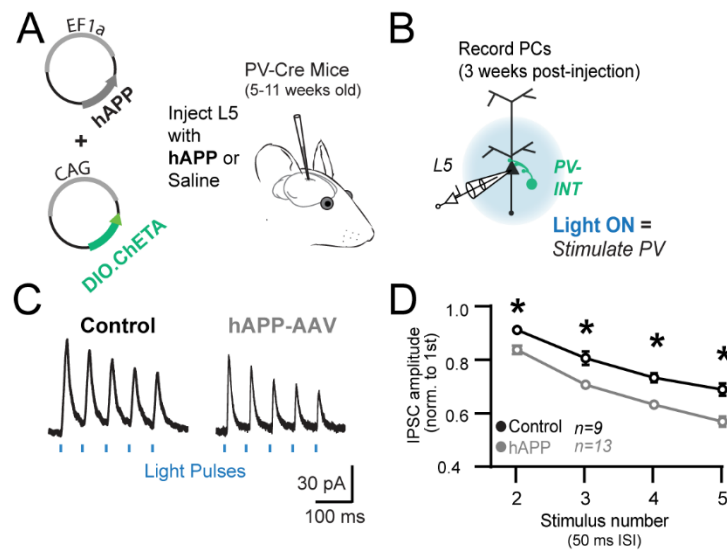 A
EF1a
hAPP
+
CAG
DIO.ChETA
Inject L5
with
hAPP or
Saline
PV-Cre Mice
(5-11 weeks old)
B
Record PCs
(3 weeks post-injection)
L5
PV-
INT
Light ON =
Stimulate PV
C
Control
hAPP-AAV
Light Pulses
30 pA
100 ms
D
IPSC amplitude
(norm. to 1st)
1.0
0.8
0.6
0.4
* * * *
Control n=9
hAPP n=13
2 3 4 5
Stimulus number
(50 ms ISI)